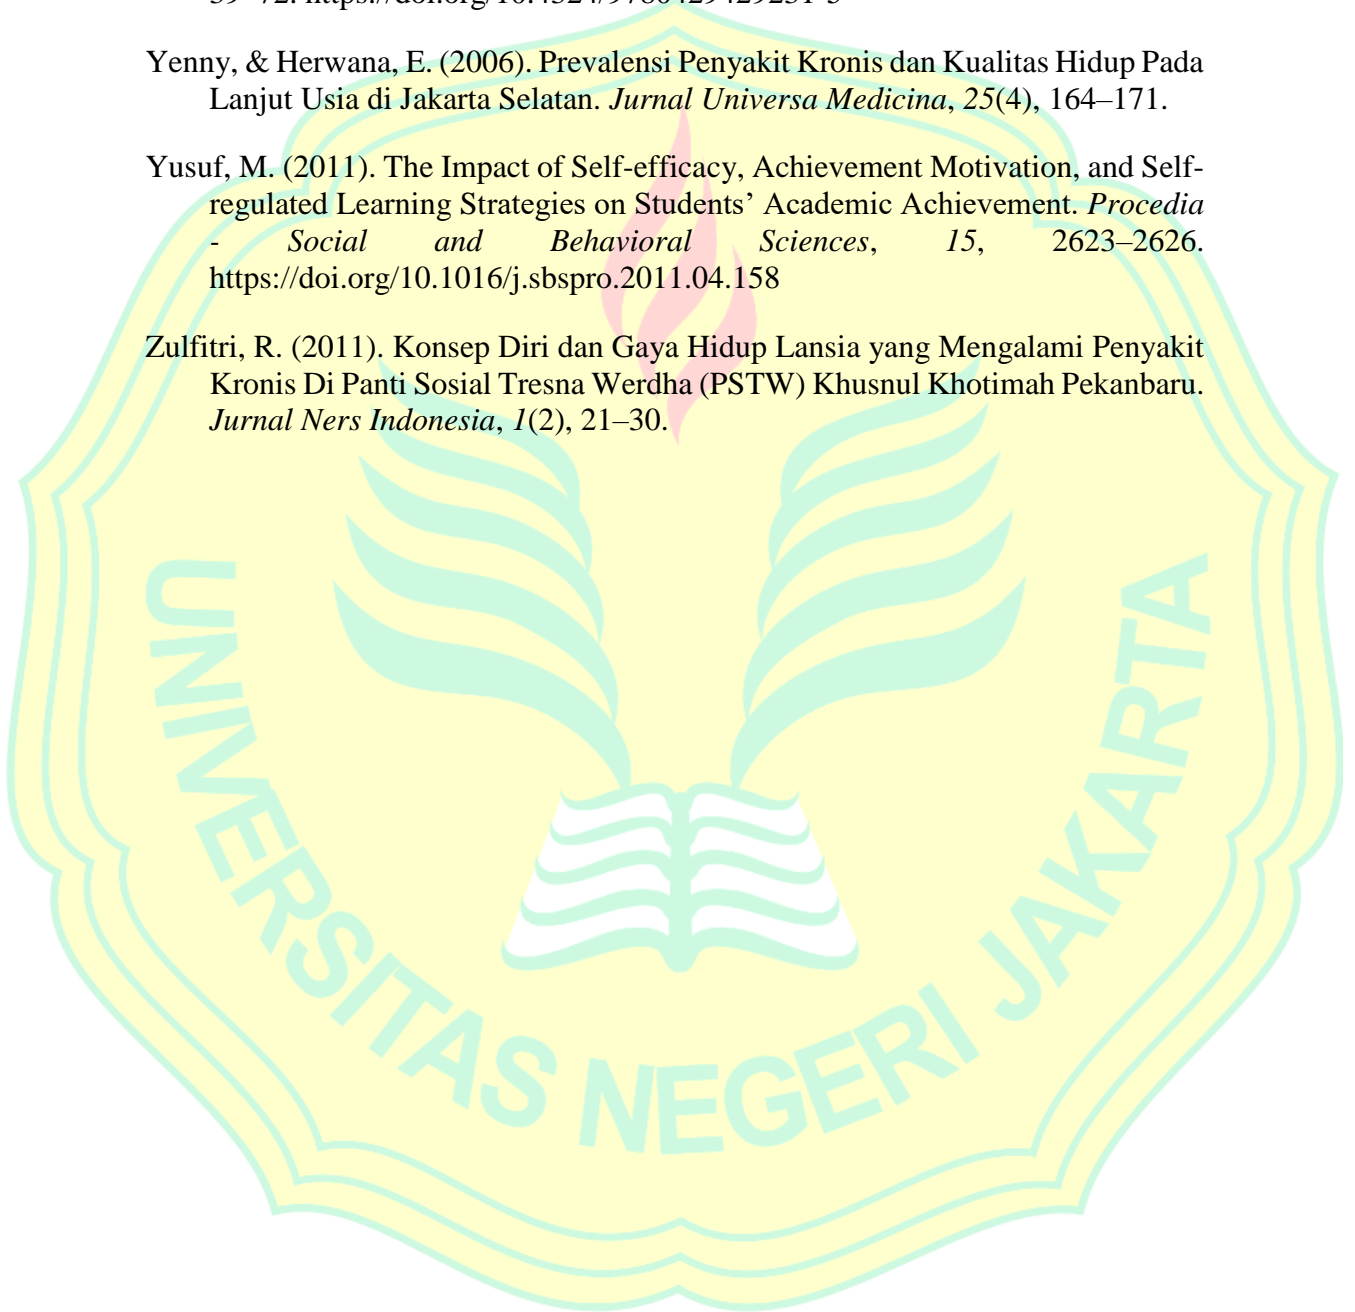 Yenny, & Herwana, E. (2006). Prevalensi Penyakit Kronis dan Kualitas Hidup Pada
Lanjut Usia di Jakarta Selatan. Jurnal Universa Medicina, 25(4), 164–171.
Yusuf, M. (2011). The Impact of Self-efficacy, Achievement Motivation, and Self-
regulated Learning Strategies on Students’ Academic Achievement. Procedia
- Social and Behavioral Sciences, 15, 2623–2626.
https://doi.org/10.1016/j.sbspro.2011.04.158
Zulfitri, R. (2011). Konsep Diri dan Gaya Hidup Lansia yang Mengalami Penyakit
Kronis Di Panti Sosial Tresna Werdha (PSTW) Khusnul Khotimah Pekanbaru.
Jurnal Ners Indonesia, 1(2), 21–30.
UNIVERSITAS NEGERI JAKARTA